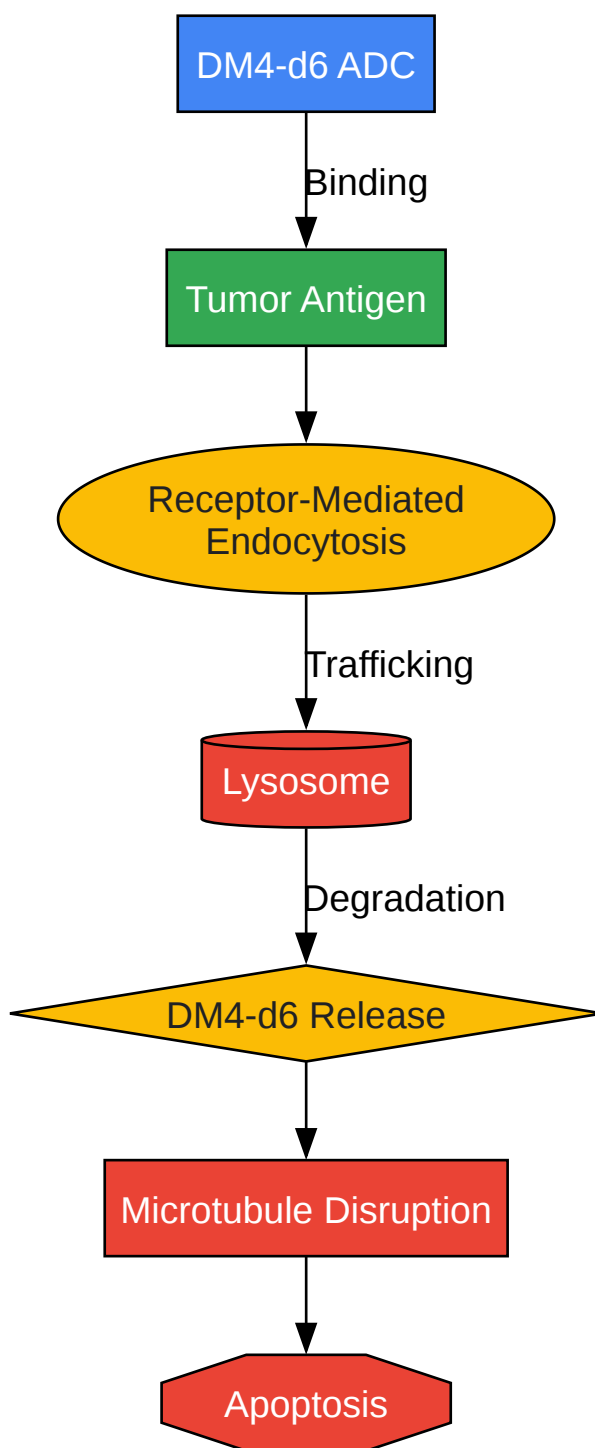 DM4-d6 ADC
Binding
Tumor Antigen
Receptor-Mediated
Endocytosis
Trafficking
Lysosome
Degradation
DM4-d6 Release
Microtubule Disruption
Apoptosis